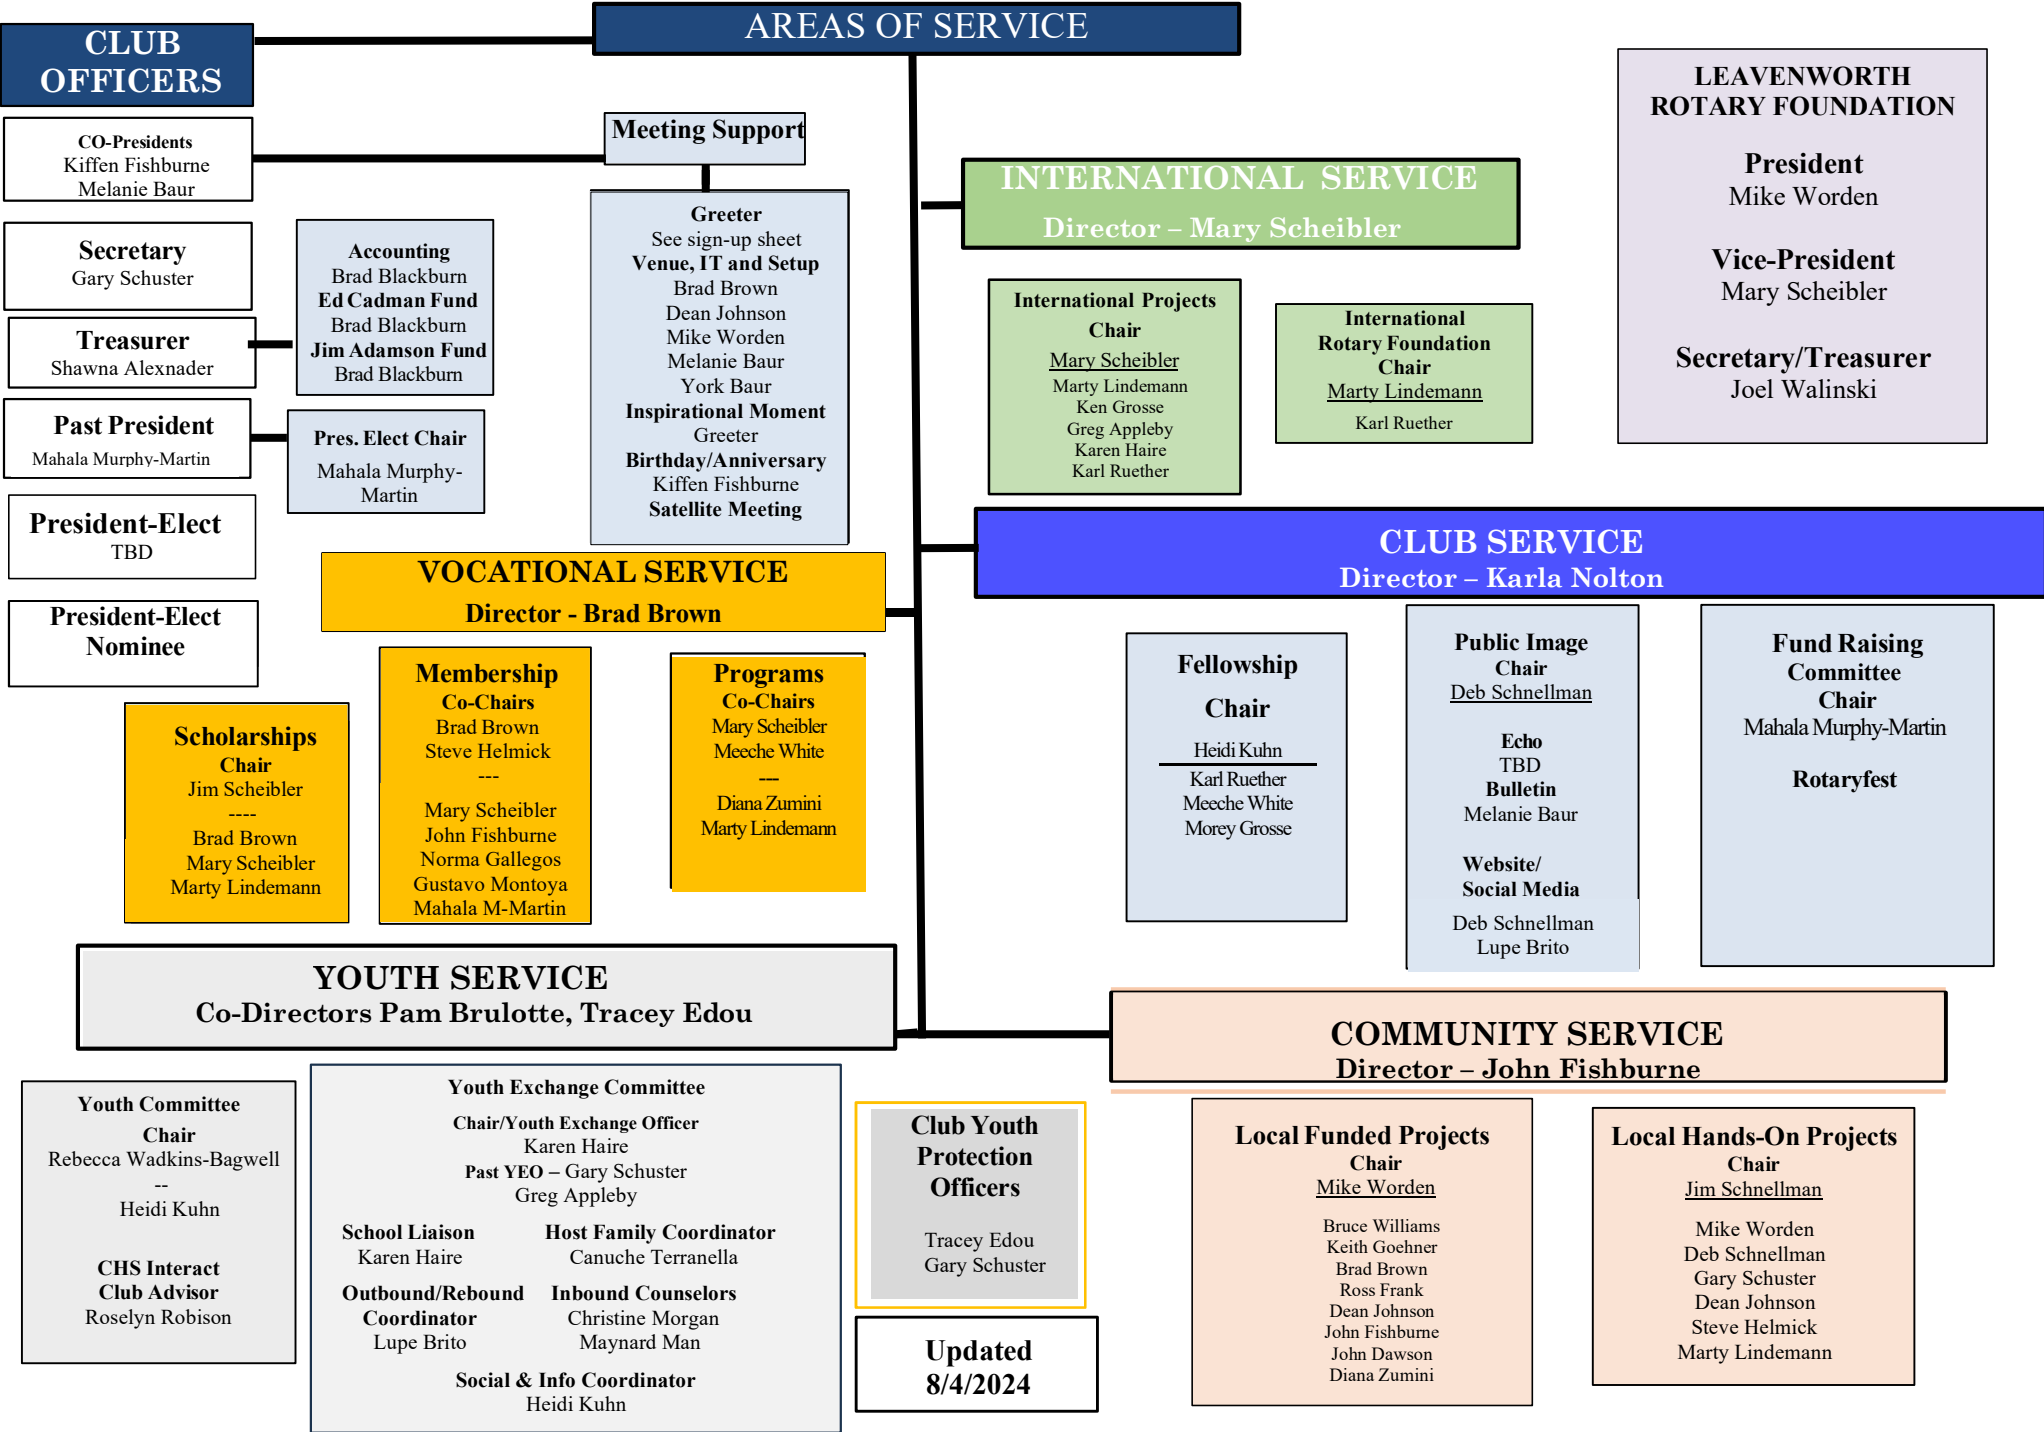 AREAS OF SERVICE
CLUB
OFFICERS
CO-Presidents
Kiffen Fishburne
Melanie Baur
Secretary
Gary Schuster
Treasurer
Shawna Alexnader
Past President
Mahala Murphy-Martin
President-Elect
TBD
President-Elect
Nominee
Accounting
Brad Blackburn
Ed Cadman Fund
Brad Blackburn
Jim Adamson Fund
Brad Blackburn
Pres. Elect Chair
Mahala Murphy-
Martin
Meeting Support
Greeter
See sign-up sheet
Venue, IT and Setup
Brad Brown
Dean Johnson
Mike Worden
Melanie Baur
York Baur
Inspirational Moment
Greeter
Birthday/Anniversary
Kiffen Fishburne
Satellite Meeting
INTERNATIONAL SERVICE
Director – Mary Scheibler
International Projects
Chair
Mary Scheibler
Marty Lindemann
Ken Grosse
Greg Appleby
Karen Haire
Karl Ruether
International
Rotary Foundation
Chair
Marty Lindemann
Karl Ruether
LEAVENWORTH
ROTARY FOUNDATION
President
Mike Worden
Vice-President
Mary Scheibler
Secretary/Treasurer
Joel Walinski
CLUB SERVICE
Director – Karla Nolton
Fellowship
Chair
Heidi Kuhn
Karl Ruether
Meeche White
Morey Grosse
Public Image
Chair
Deb Schnellman
Echo
TBD
Bulletin
Melanie Baur
Website/
Social Media
Deb Schnellman
Lupe Brito
Fund Raising
Committee
Chair
Mahala Murphy-Martin
Rotaryfest
VOCATIONAL SERVICE
Director - Brad Brown
Scholarships
Chair
Jim Scheibler
----
Brad Brown
Mary Scheibler
Marty Lindemann
Membership
Co-Chairs
Brad Brown
Steve Helmick
---
Mary Scheibler
John Fishburne
Norma Gallegos
Gustavo Montoya
Mahala M-Martin
Programs
Co-Chairs
Mary Scheibler
Meeche White
---
Diana Zumini
Marty Lindemann
YOUTH SERVICE
Co-Directors Pam Brulotte, Tracey Edou
Youth Committee
Chair
Rebecca Wadkins-Bagwell
--
Heidi Kuhn
CHS Interact
Club Advisor
Roselyn Robison
Youth Exchange Committee
Chair/Youth Exchange Officer
Karen Haire
Past YEO – Gary Schuster
Greg Appleby
School Liaison
Karen Haire
Host Family Coordinator
Canuche Terranella
Outbound/Rebound
Coordinator
Lupe Brito
Inbound Counselors
Christine Morgan
Maynard Man
Social & Info Coordinator
Heidi Kuhn
Club Youth
Protection
Officers
Tracey Edou
Gary Schuster
Updated
8/4/2024
COMMUNITY SERVICE
Director – John Fishburne
Local Funded Projects
Chair
Mike Worden
Bruce Williams
Keith Goehner
Brad Brown
Ross Frank
Dean Johnson
John Fishburne
John Dawson
Diana Zumini
Local Hands-On Projects
Chair
Jim Schnellman
Mike Worden
Deb Schnellman
Gary Schuster
Dean Johnson
Steve Helmick
Marty Lindemann